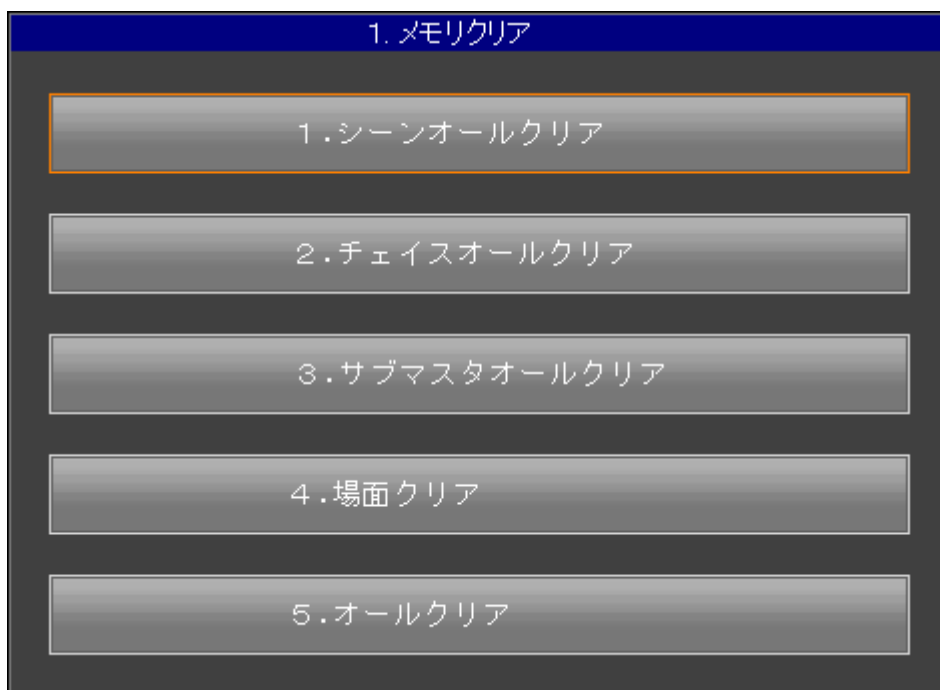 1.メモリクリア
１.シーンオールクリア
２.チェイスオールクリア
３.サブマスタオールクリア
４.場面クリア
５.オールクリア